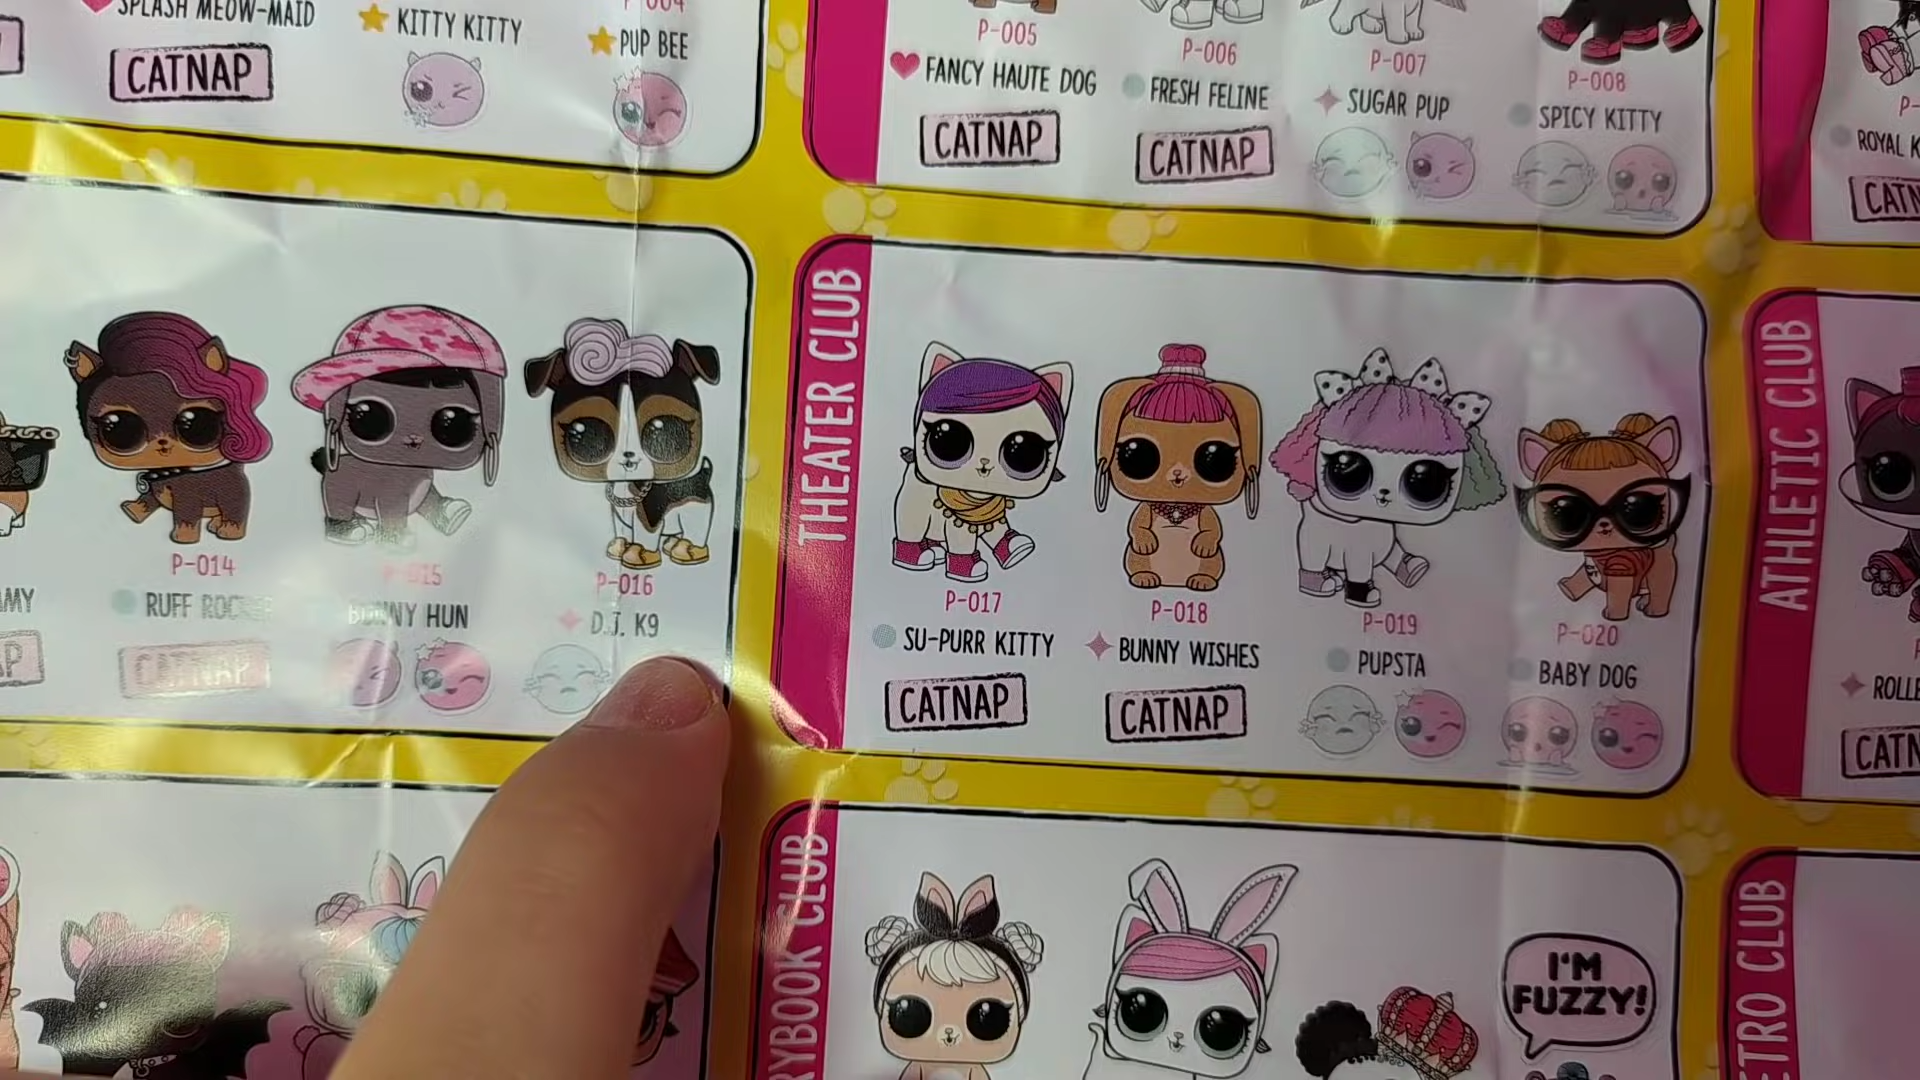 SPLASH MEOW-MAID
CATNAP
KITTY KITTY
P-004
PUP BEE
P-005
FANCY HAUTE DOG
CATNAP
P-006
FRESH FELINE
CATNAP
P-007
SUGAR PUP
P-008
SPICY KITTY
P-
ROYAL K
CATN
P-014
RUFF ROCKER
CATNAP
P-015
BUNNY HUN
P-016
D.J. K9
THEATER CLUB
P-017
SU-PURR KITTY
CATNAP
P-018
BUNNY WISHES
CATNAP
P-019
PUPSTA
P-020
BABY DOG
ATHLETIC CLUB
ROLLE
CATN
RYBOOK CLUB
I'M
FUZZY!
ETRO CLUB